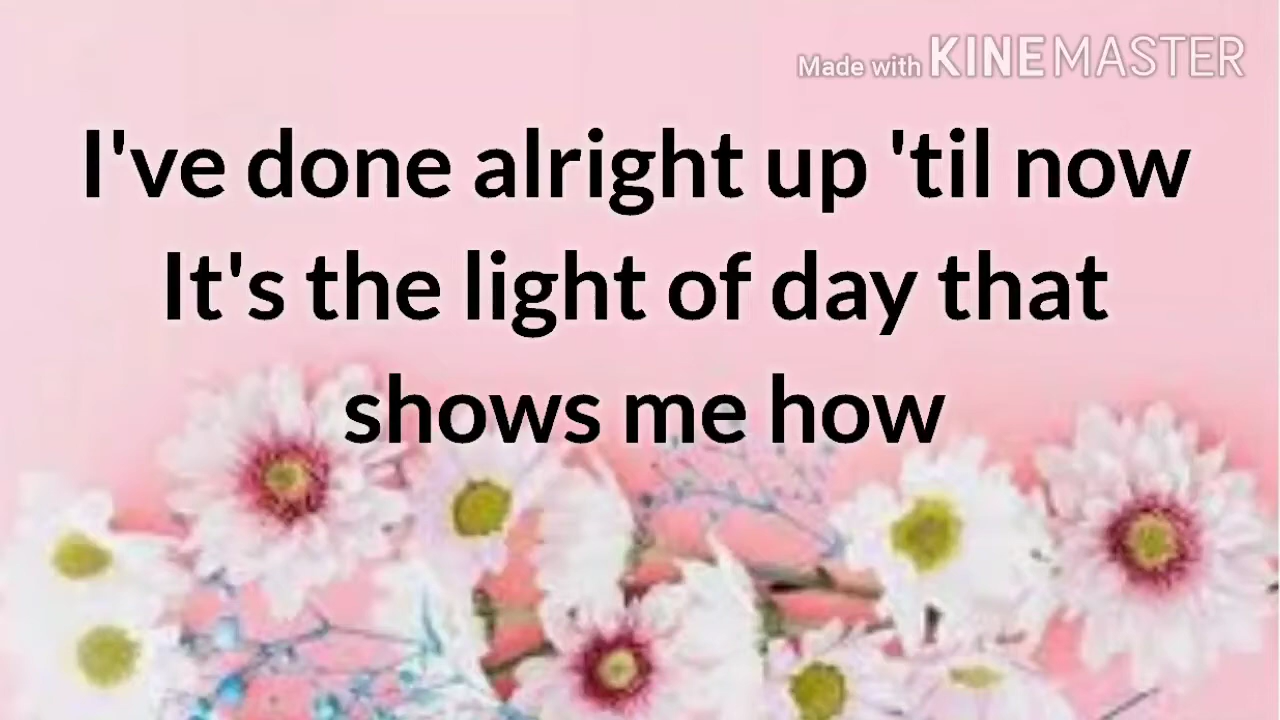 Made with KINEMASTER
I've done alright up 'til now
It's the light of day that
shows me how